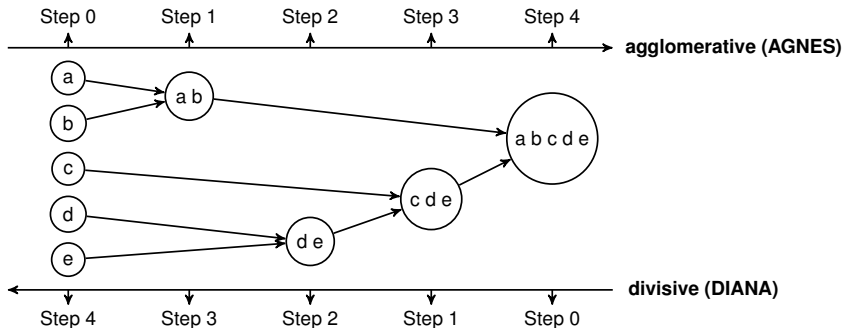 Step 0 Step 1 Step 2 Step 3 Step 4
agglomerative (AGNES)
a
a b
b
a b c d e
c
c d e
d
d e
e
divisive (DIANA)
Step 4 Step 3 Step 2 Step 1 Step 0